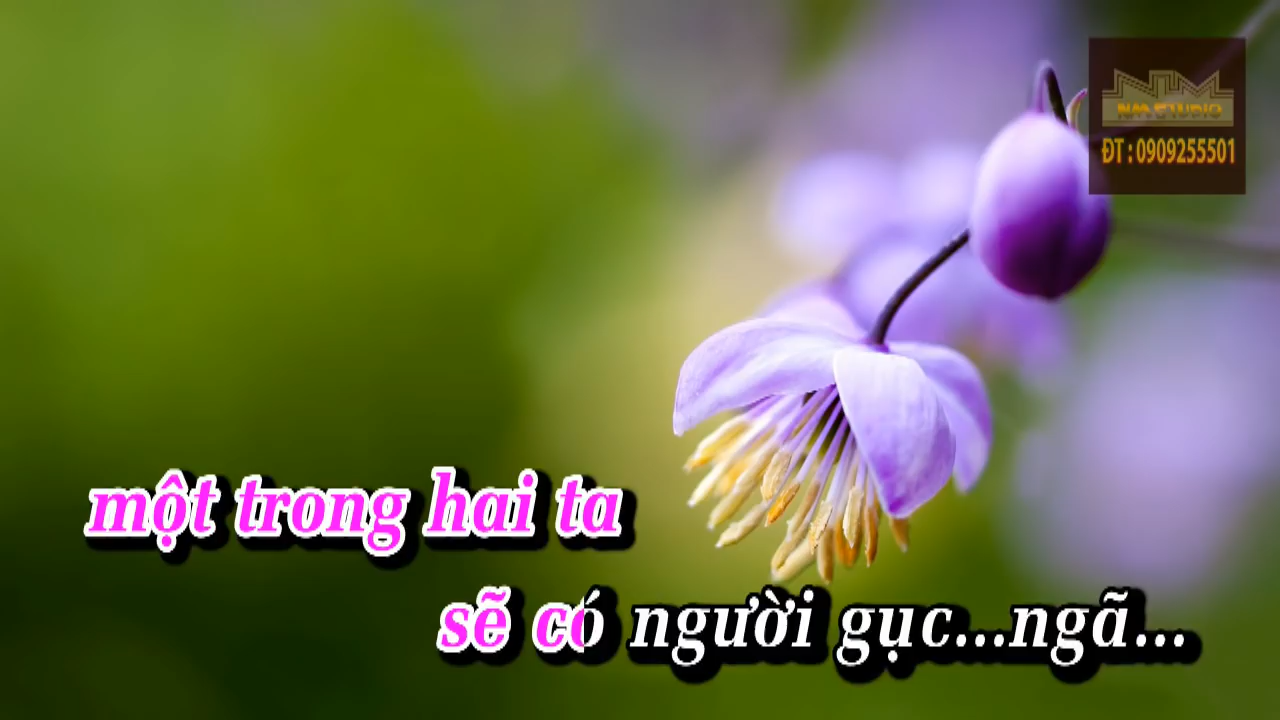 NM STUDIO
ĐT : 0909255501
một trong hai ta
sẽ có người gục...ngã...